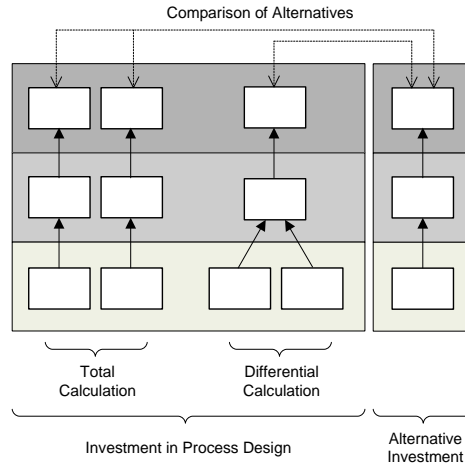 Comparison of Alternatives
Total
Calculation
Differential
Calculation
Investment in Process Design
Alternative
Investment